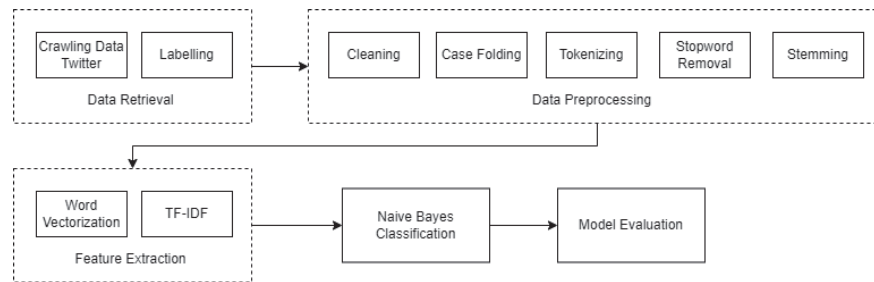 Crawling Data
Twitter
Labelling
Data Retrieval
Cleaning
Case Folding
Tokenizing
Stopword
Removal
Stemming
Data Preprocessing
Word
Vectorization
TF-IDF
Feature Extraction
Naive Bayes
Classification
Model Evaluation